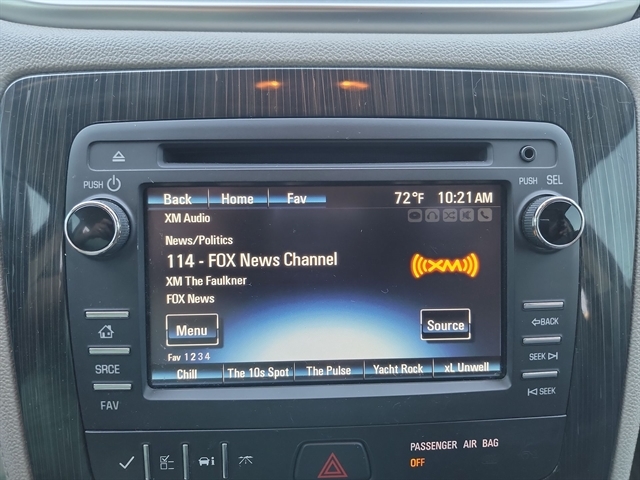 PUSH PUSH SEL
Back Home Fav 72°F 10:21 AM
XM Audio
News/Politics
114 - FOX News Channel
XM
XM The Faulkner
FOX News
Menu Source
Fav 1 2 3 4
Chill The 10s Spot The Pulse Yacht Rock xL Unwell
BACK
SRCE SEEK
FAV SEEK
PASSENGER AIR BAG
OFF